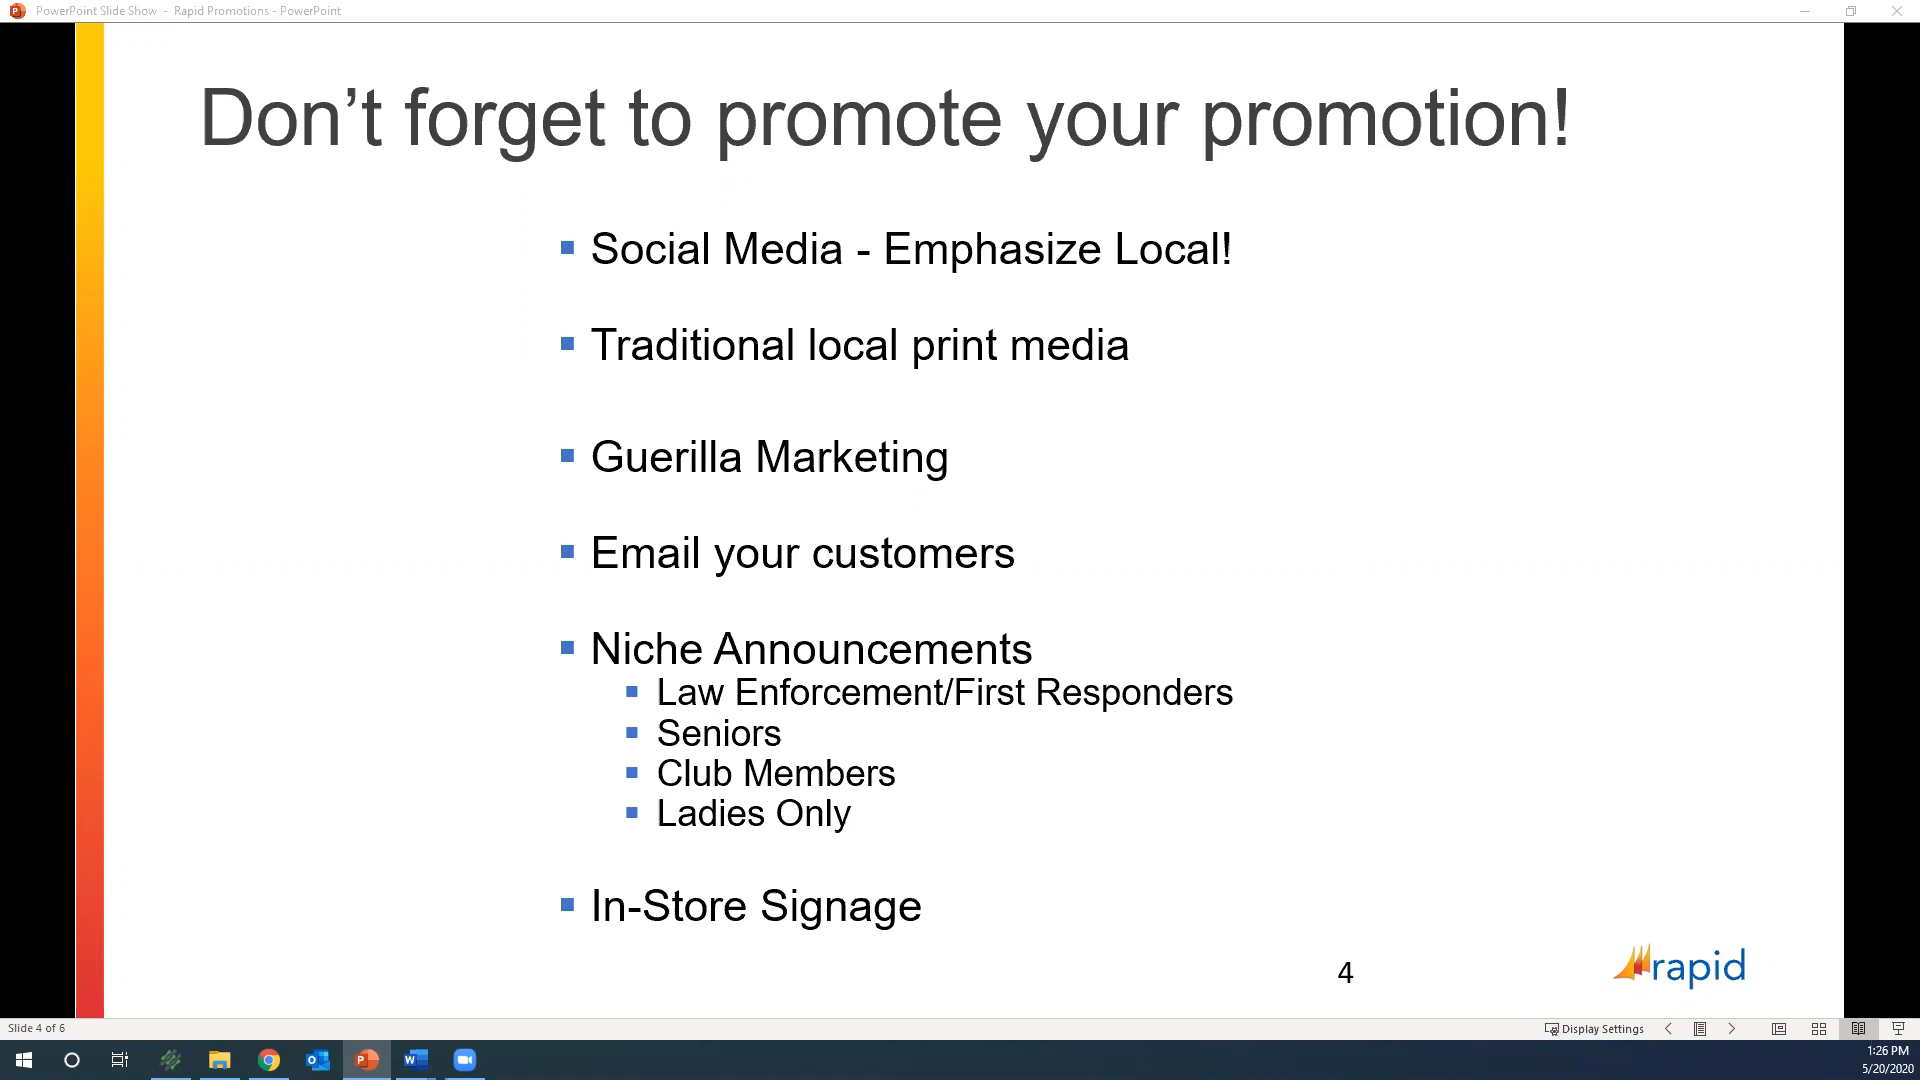 PowerPoint Slide Show - Rapid Promotions - PowerPoint
Don’t forget to promote your promotion!
Social Media - Emphasize Local!
Traditional local print media
Guerilla Marketing
Email your customers
Niche Announcements
Law Enforcement/First Responders
Seniors
Club Members
Ladies Only
In-Store Signage
4
rapid
Slide 4 of 6
Display Settings
1:26 PM
5/20/2020